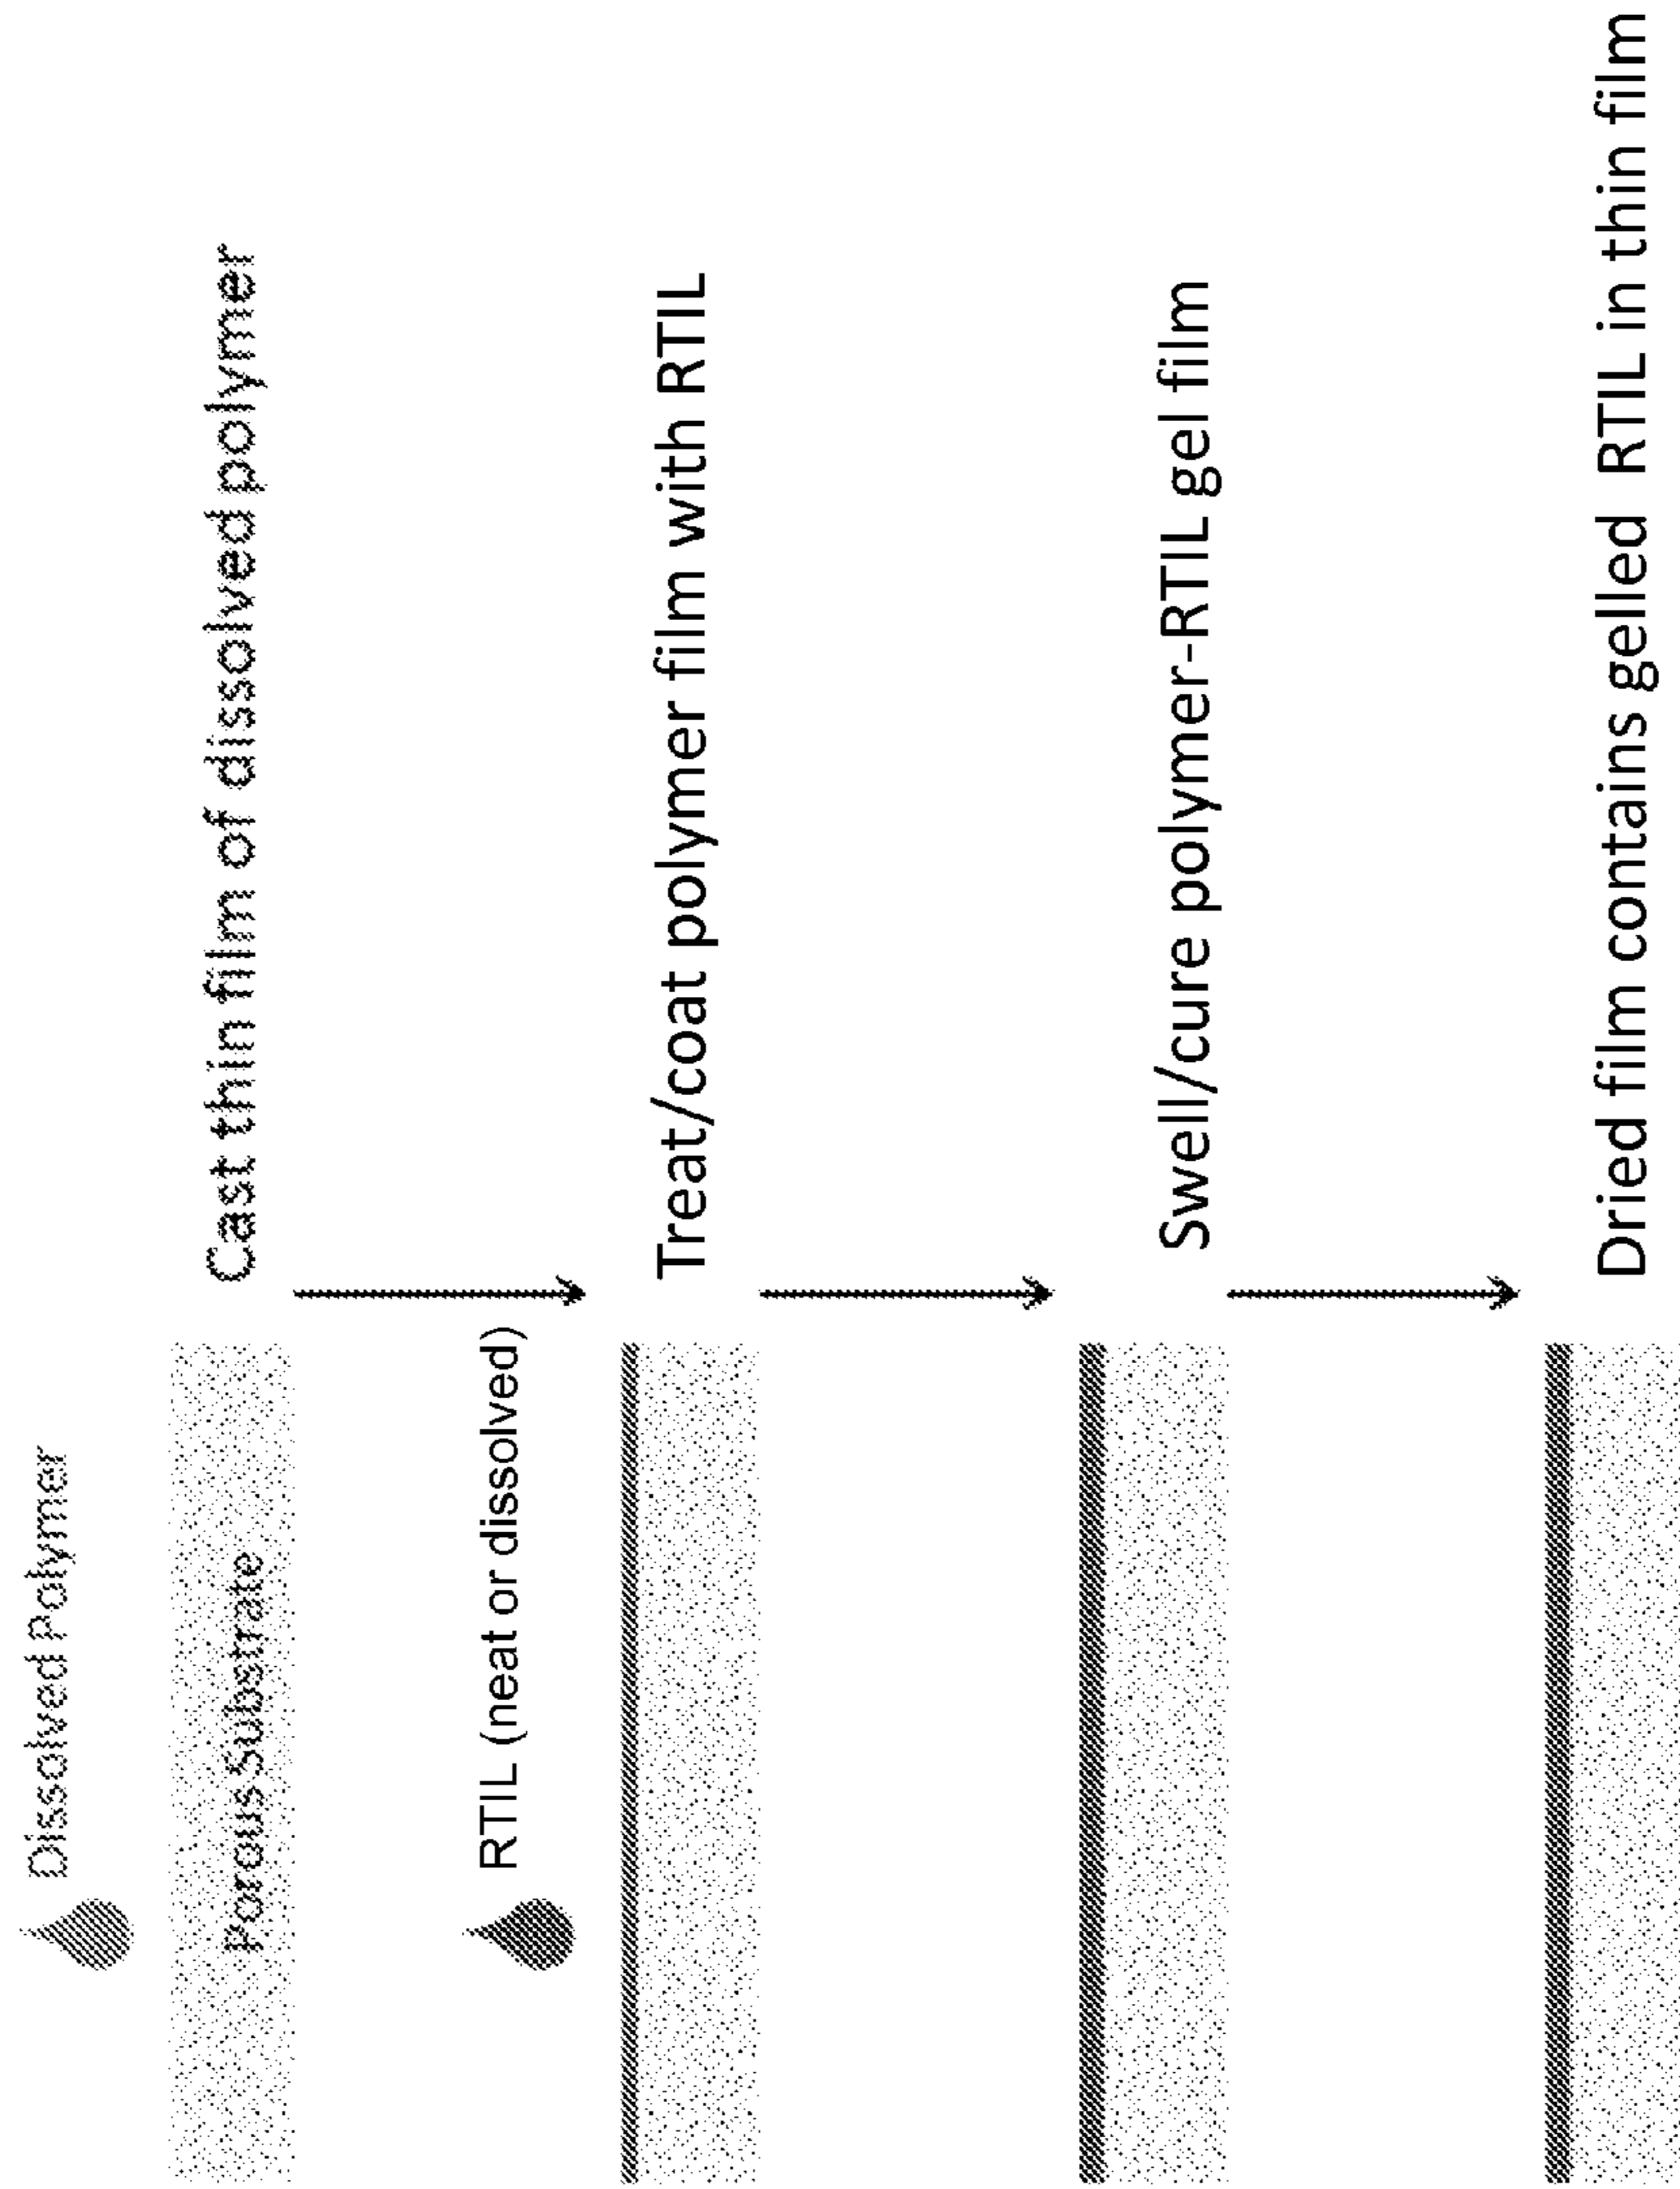 Dissolved Polymer
Porous Substrate
Cast thin film of dissolved polymer
RTIL (neat or dissolved)
Treat/coat polymer film with RTIL
Swell/cure polymer-RTIL gel film
Dried film contains gelled RTIL in thin film